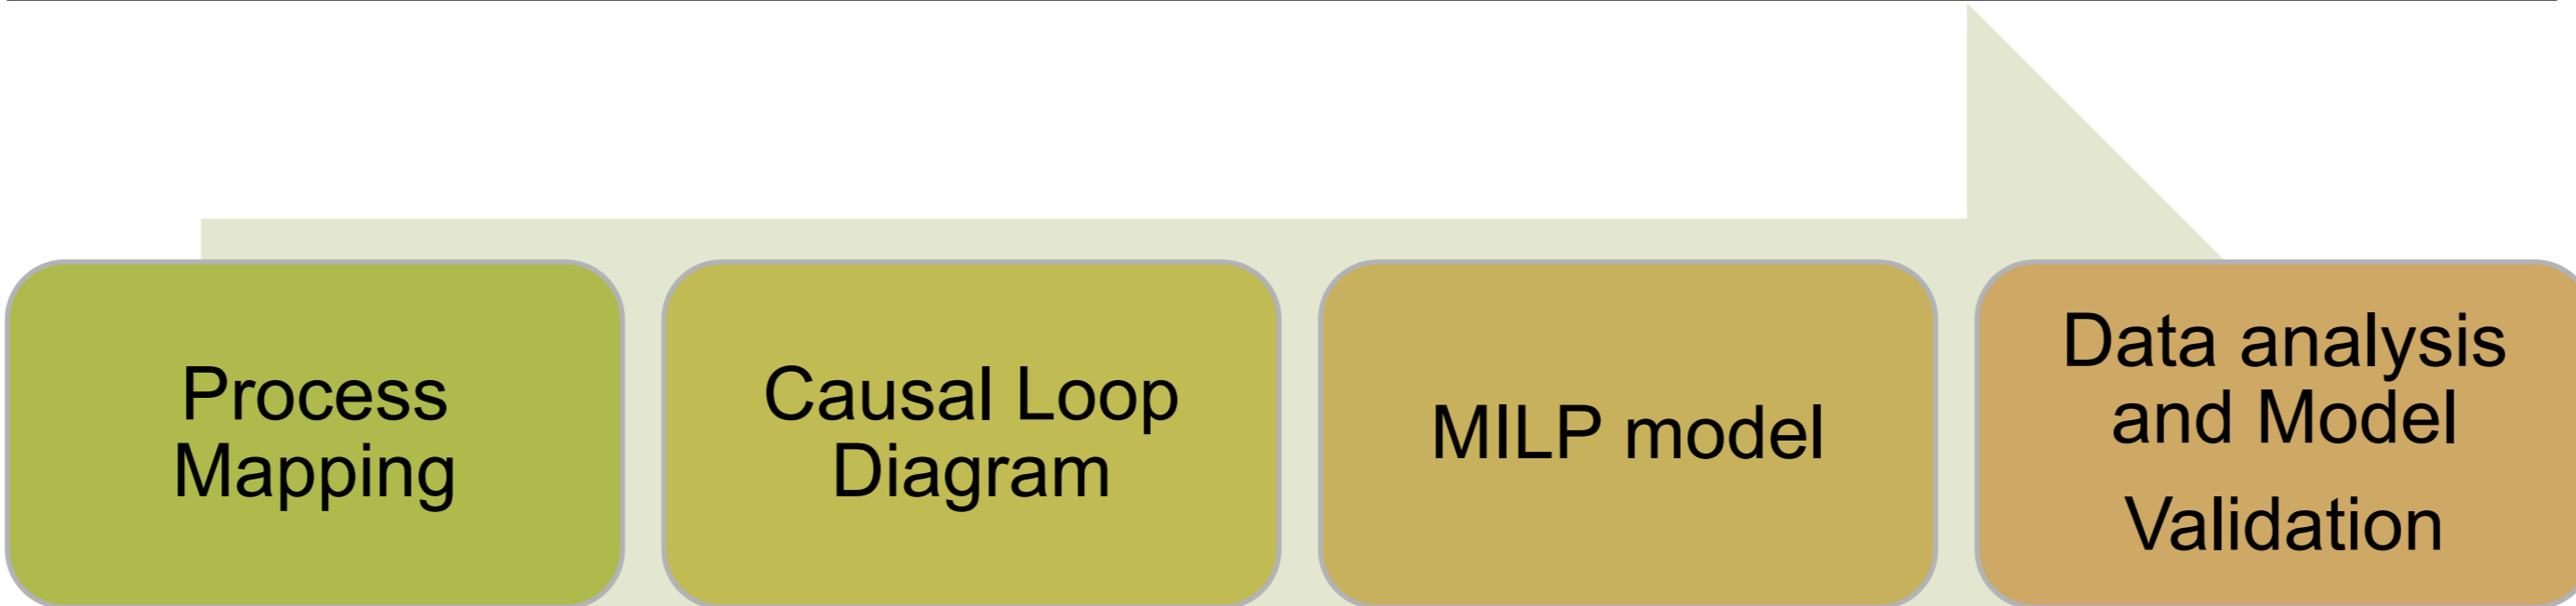 Process
Mapping
Causal Loop
Diagram
MILP model
Data analysis
and Model
Validation